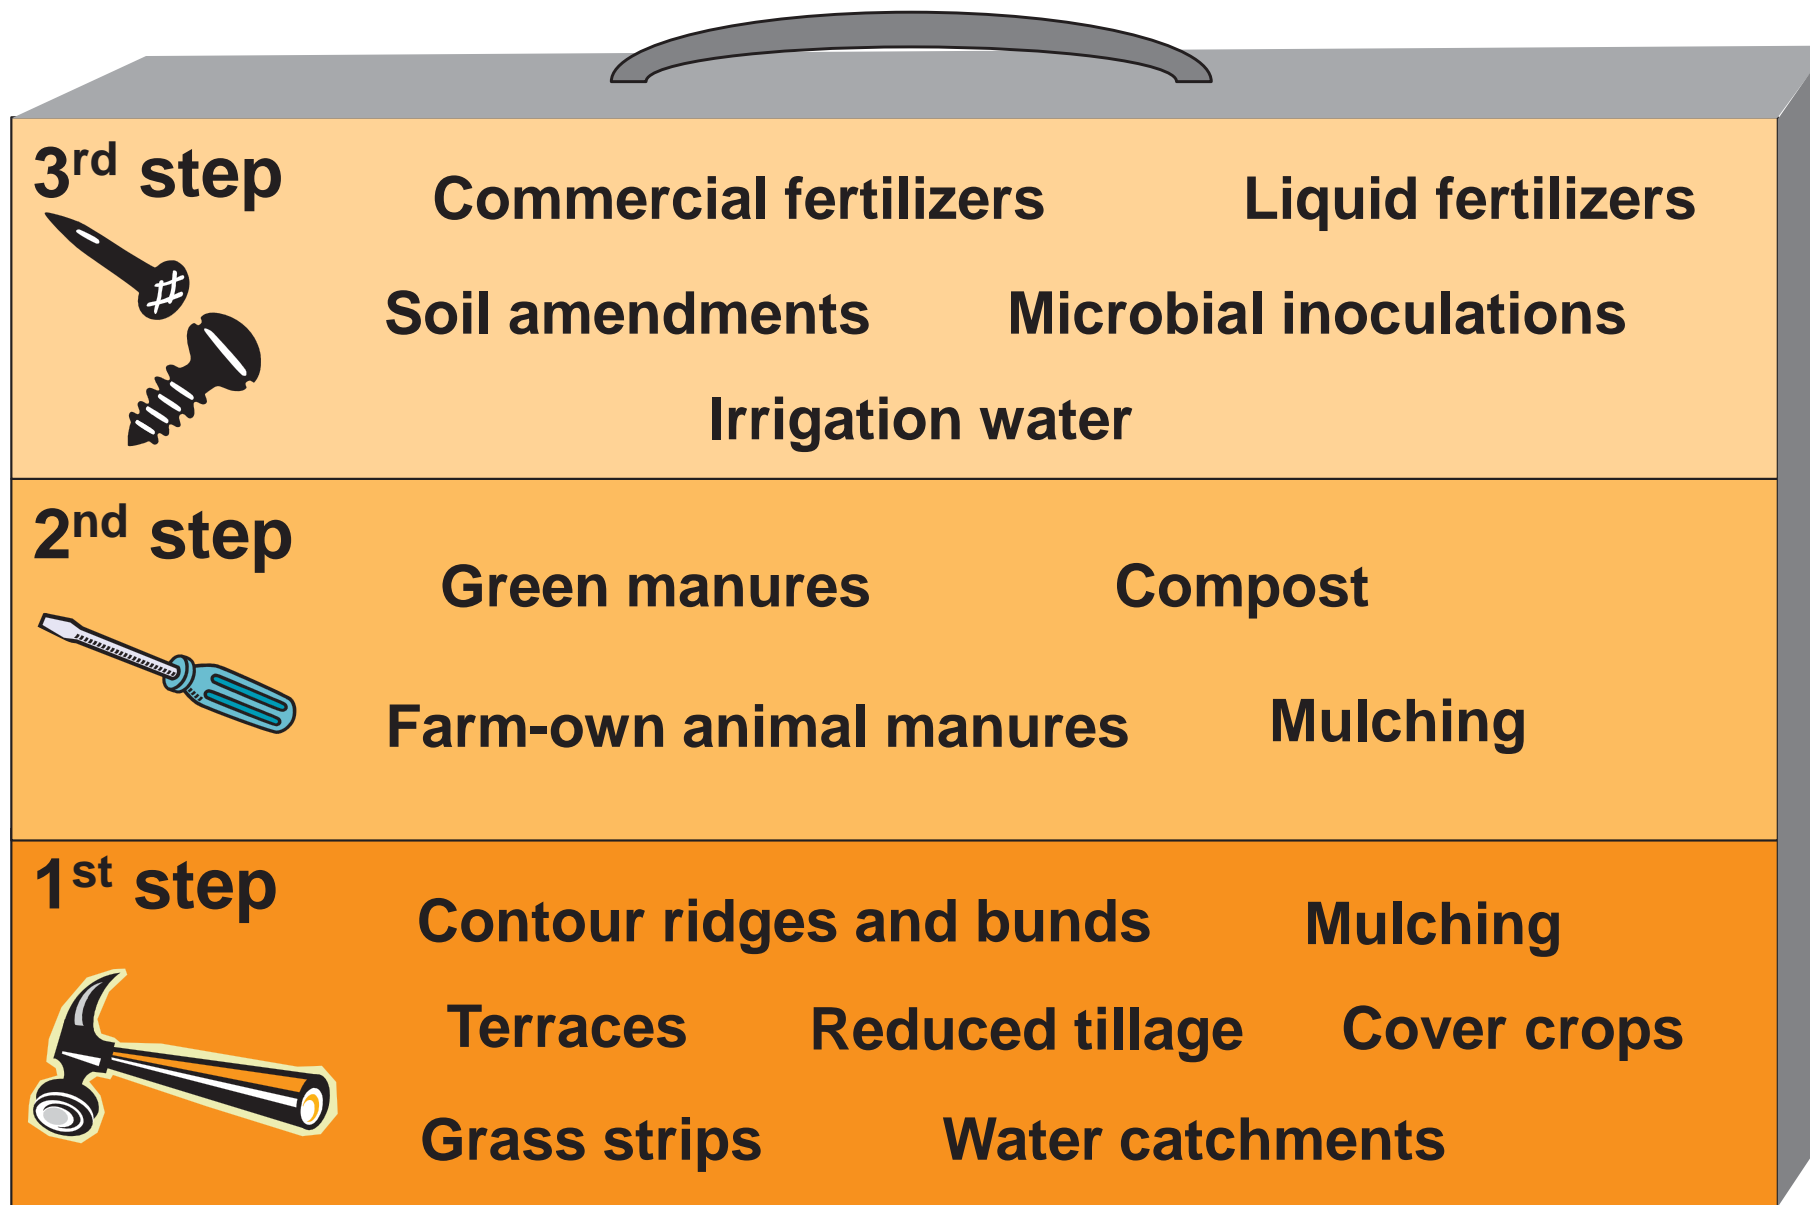 3rd step
Commercial fertilizers Liquid fertilizers
Soil amendments Microbial inoculations
Irrigation water
2nd step
Green manures Compost
Farm-own animal manures Mulching
1st step
Contour ridges and bunds Mulching
Terraces Reduced tillage Cover crops
Grass strips Water catchments